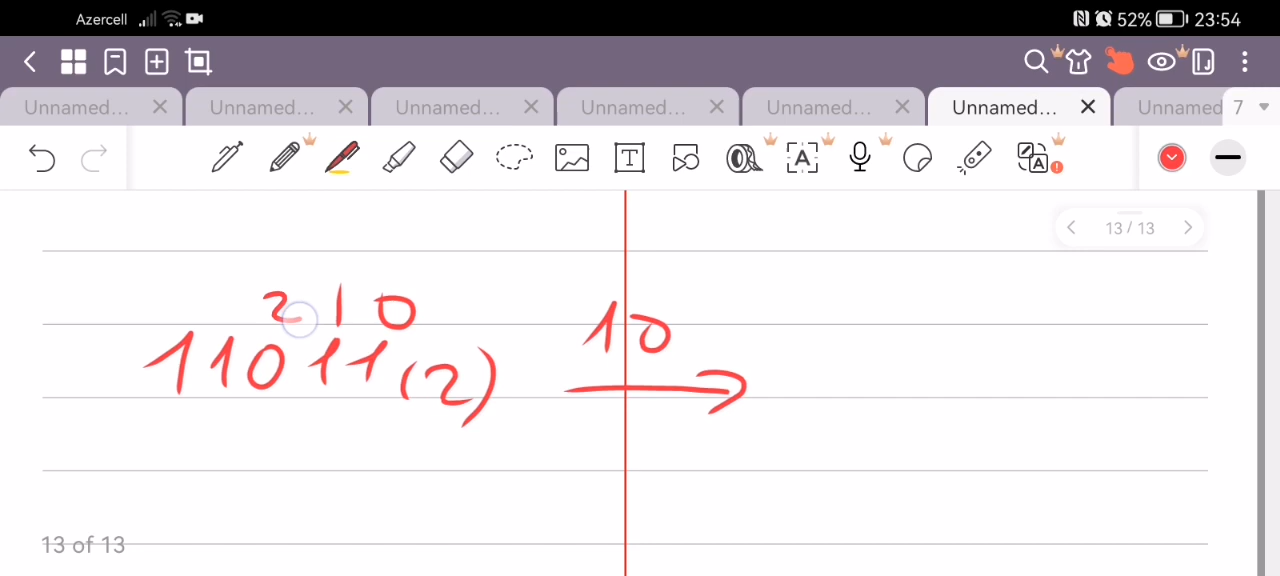 Azercell 52% 23:54
Unnamed... Unnamed... Unnamed... Unnamed... Unnamed... Unnamed... Unnamed 7
T A A
13 / 13
2 1 0
11011(2) 10
13 of 13